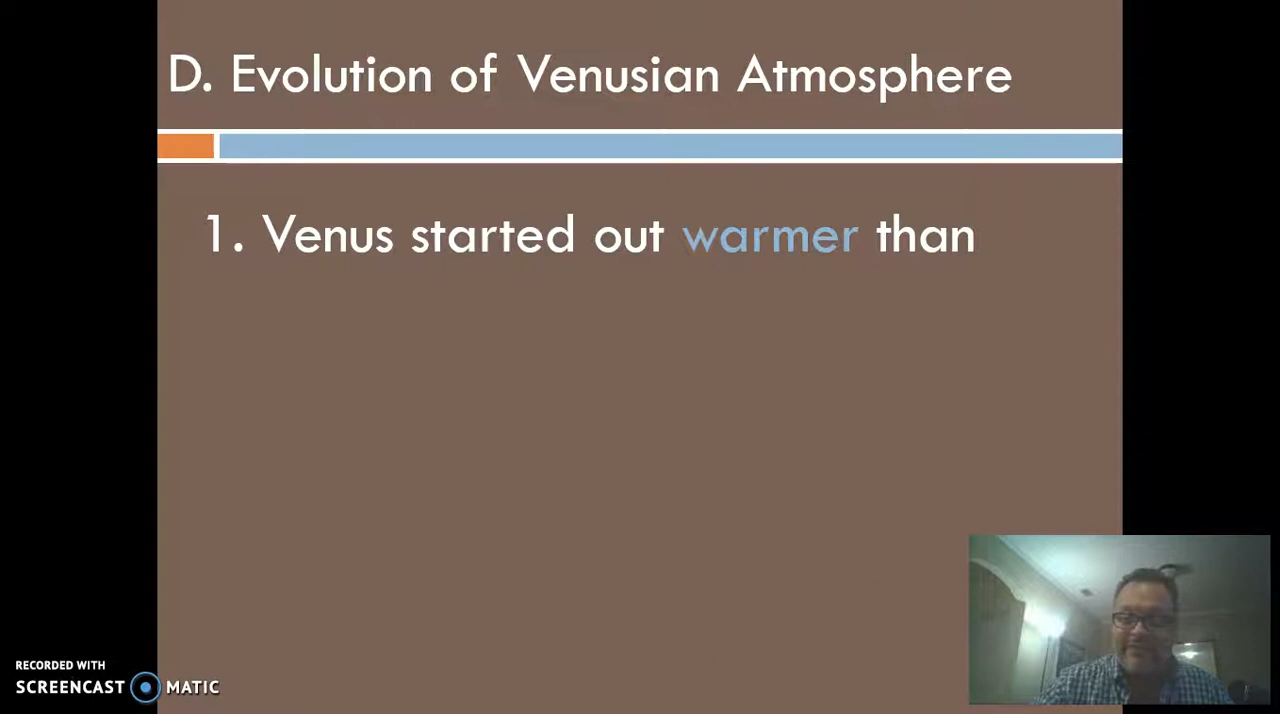 D. Evolution of Venusian Atmosphere
1. Venus started out warmer than
RECORDED WITH
SCREENCAST MATIC